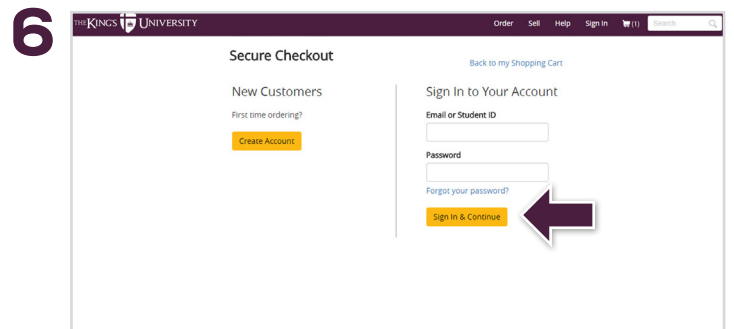 6
THE KING'S UNIVERSITY Order Sell Help Sign In (1) Search
Secure Checkout
Back to my Shopping Cart
New Customers
First time ordering?
Create Account
Sign In to Your Account
Email or Student ID
Password
Forgot your password?
Sign In & Continue